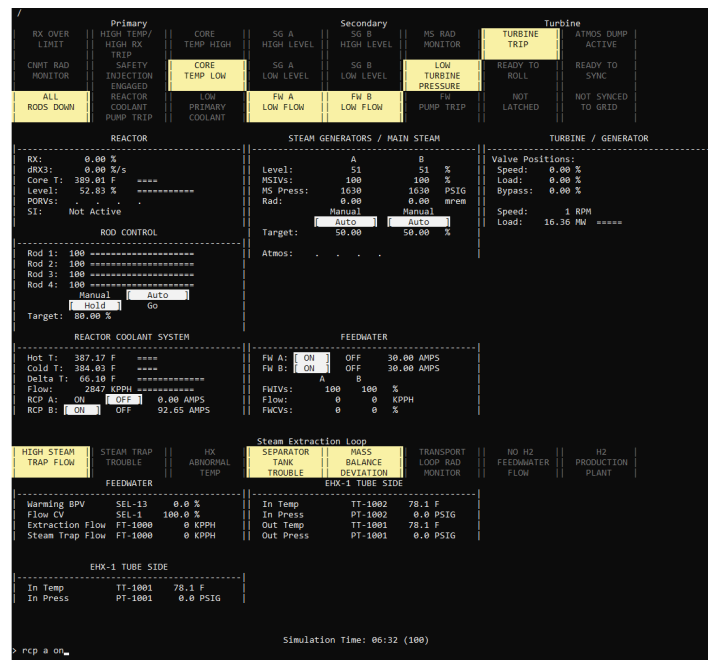 /
Primary Secondary Turbine
RX OVER || HIGH TEMP/ || CORE || SG A || SG B || MS RAD || TURBINE || ATMOS DUMP |
LIMIT || HIGH RX || TEMP HIGH || HIGH LEVEL || HIGH LEVEL || MONITOR || TRIP || ACTIVE |
TRIP
CNMT RAD || SAFETY || CORE || SG A || SG B || LOW || READY TO || READY TO |
MONITOR || INJECTION || TEMP LOW || LOW LEVEL || LOW LEVEL || TURBINE || ROLL || SYNC |
ENGAGED || PRESSURE
ALL || REACTOR || LOW || FW A || FW B || FW || NOT || NOT SYNCED |
RODS DOWN || COOLANT || PRIMARY || LOW FLOW || LOW FLOW || PUMP TRIP || LATCHED || TO GRID |
PUMP TRIP || COOLANT
REACTOR STEAM GENERATORS / MAIN STEAM TURBINE / GENERATOR
RX: 0.00 % || A B || Valve Positions:
dRX3: 0.00 %/s || Level: 51 51 % || Speed: 0.00 %
Core T: 389.01 F ==== || MSIVs: 100 100 % || Load: 0.00 %
Level: 52.83 % =========== || MS Press: 1630 1630 PSIG || Bypass: 0.00 %
PORVs: . . . . || Rad: 0.00 0.00 mrem ||
SI: Not Active || Manual Manual || Speed: 1 RPM
[ Auto ] [ Auto ] || Load: 16.36 MW =====
ROD CONTROL || Target: 50.00 50.00 %
Rod 1: 100 ==================== | Atmos: . . . .
Rod 2: 100 ====================
Rod 3: 100 ====================
Rod 4: 100 ====================
Manual [ Auto ]
[ Hold ] Go
Target: 80.00 %
REACTOR COOLANT SYSTEM FEEDWATER
Hot T: 387.17 F ==== || FW A: [ ON ] OFF 30.00 AMPS
Cold T: 384.03 F ==== || FW B: [ ON ] OFF 30.00 AMPS
Delta T: 66.10 F ============= || A B
Flow: 2847 KPPH =========== || FWIVs: 100 100 %
RCP A: ON [ OFF ] 0.00 AMPS || Flow: 0 0 KPPH
RCP B: [ ON ] OFF 92.65 AMPS || FWCVs: 0 0 %
Steam Extraction Loop
HIGH STEAM || STEAM TRAP || HX || SEPARATOR || MASS || TRANSPORT || NO H2 || H2 |
TRAP FLOW || TROUBLE || ABNORMAL || TANK || BALANCE || LOOP RAD || FEEDWWATER || PRODUCTION |
TEMP || TROUBLE || DEVIATION || MONITOR || FLOW || PLANT |
FEEDWATER EHX-1 TUBE SIDE
Warming BPV SEL-13 0.0 % || In Temp TT-1002 78.1 F
Flow CV SEL-1 100.0 % || In Press PT-1002 0.0 PSIG
Extraction Flow FT-1000 0 KPPH || Out Temp TT-1001 78.1 F
Steam Trap Flow FT-1000 0 KPPH || Out Press PT-1001 0.0 PSIG
EHX-1 TUBE SIDE
In Temp TT-1001 78.1 F
In Press PT-1001 0.0 PSIG
Simulation Time: 06:32 (100)
> rcp a on_